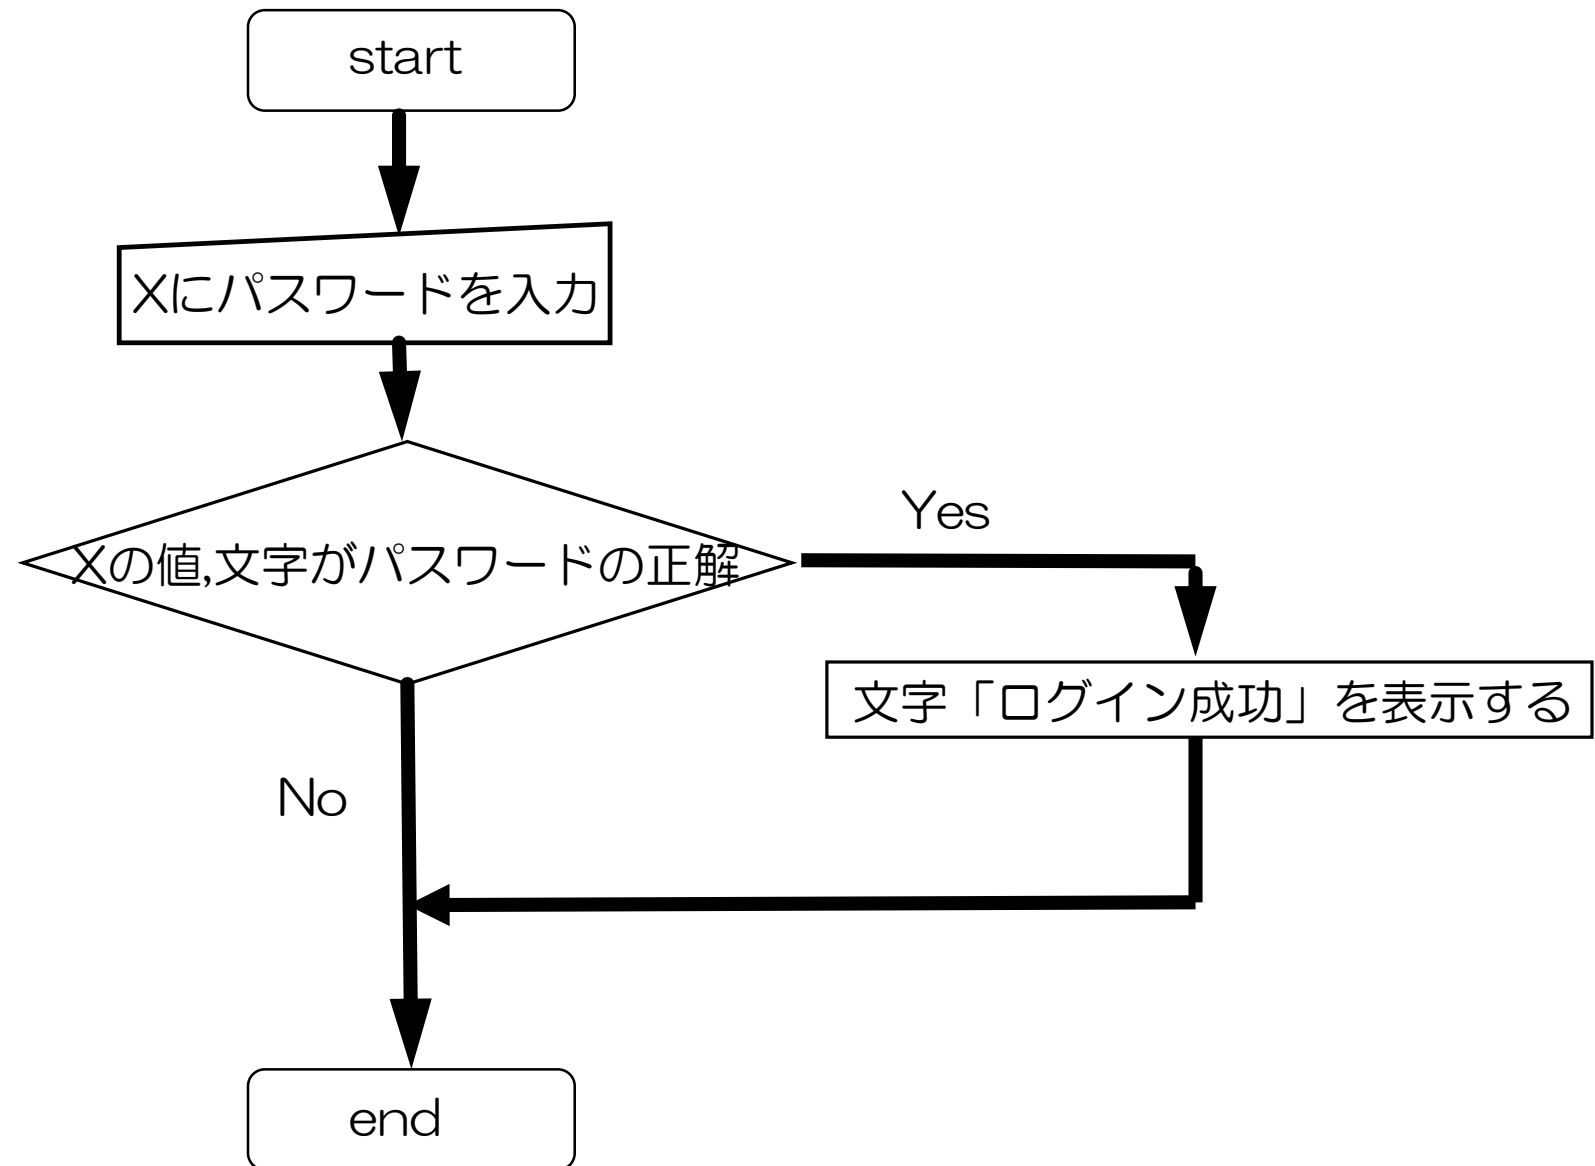 start
Xにパスワードを入力
Xの値,文字がパスワードの正解
Yes
文字「ログイン成功」を表示する
No
end